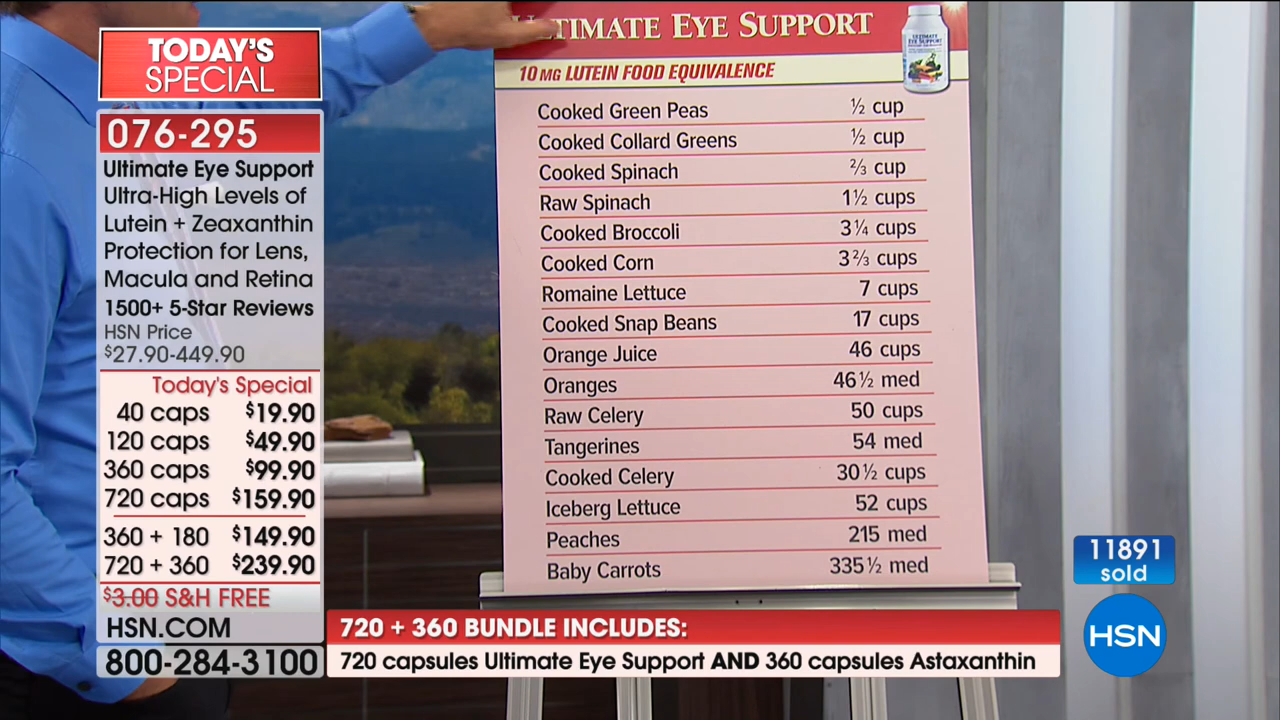 TODAY'S
SPECIAL
076-295
Ultimate Eye Support
Ultra-High Levels of
Lutein + Zeaxanthin
Protection for Lens,
Macula and Retina
1500+ 5-Star Reviews
HSN Price
$27.90-449.90
Today's Special
40 caps $19.90
120 caps $49.90
360 caps $99.90
720 caps $159.90
360 + 180 $149.90
720 + 360 $239.90
$3.00 S&H FREE
HSN.COM
800-284-3100
ULTIMATE EYE SUPPORT
ULTIMATE
EYE SUPPORT
10 MG LUTEIN FOOD EQUIVALENCE
Cooked Green Peas ½ cup
Cooked Collard Greens ½ cup
Cooked Spinach ⅔ cup
Raw Spinach 1½ cups
Cooked Broccoli 3¼ cups
Cooked Corn 3⅔ cups
Romaine Lettuce 7 cups
Cooked Snap Beans 17 cups
Orange Juice 46 cups
Oranges 46½ med
Raw Celery 50 cups
Tangerines 54 med
Cooked Celery 30½ cups
Iceberg Lettuce 52 cups
Peaches 215 med
Baby Carrots 335½ med
11891
sold
HSN
720 + 360 BUNDLE INCLUDES:
720 capsules Ultimate Eye Support AND 360 capsules Astaxanthin